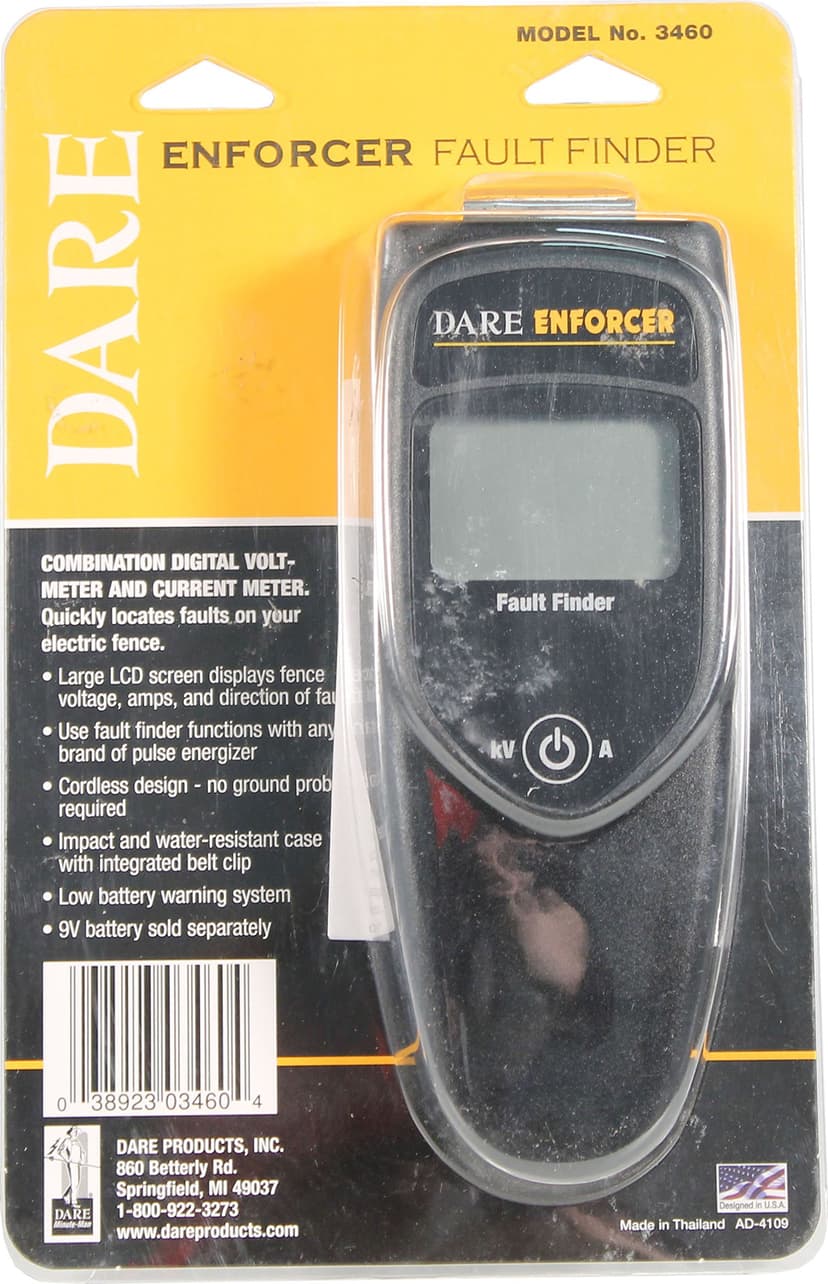 MODEL No. 3460
DARE
ENFORCER FAULT FINDER
DARE ENFORCER
Fault Finder
kV A
COMBINATION DIGITAL VOLT-
METER AND CURRENT METER.
Quickly locates faults on your
electric fence.
• Large LCD screen displays fence
voltage, amps, and direction of
• Use fault finder functions with any
brand of pulse energizer
• Cordless design - no ground
required
• Impact and water-resistant case
with integrated belt clip
• Low battery warning system
• 9V battery sold separately
0 38923 03460 4
DARE
Minute-Man
DARE PRODUCTS, INC.
860 Betterly Rd.
Springfield, MI 49037
1-800-922-3273
www.dareproducts.com
Designed in U.S.A.
Made in Thailand AD-4109